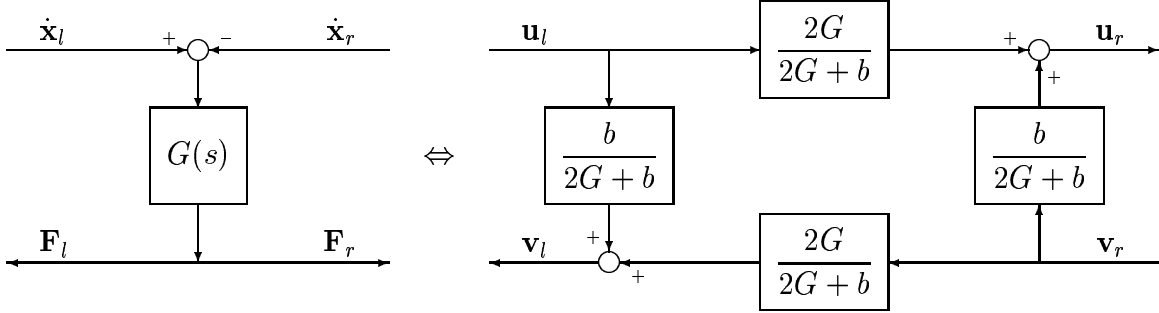 ẋ_l + − ẋ_r
G(s)
F_l F_r
⇔
u_l
2G
2G + b
+ u_r
+
b
2G + b
b
2G + b
v_l +
+
2G
2G + b
v_r